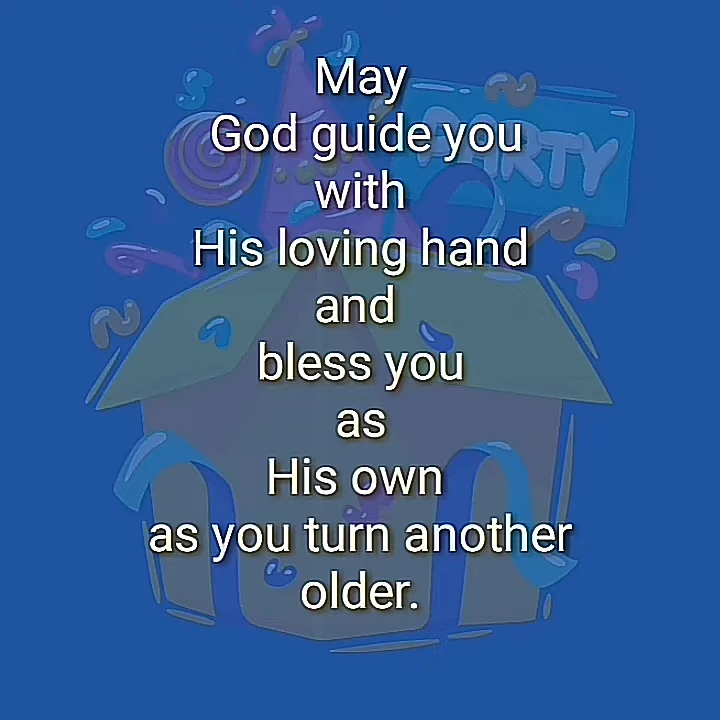 May
God guide you
with
His loving hand
and
bless you
as
His own
as you turn another
older.
PARTY